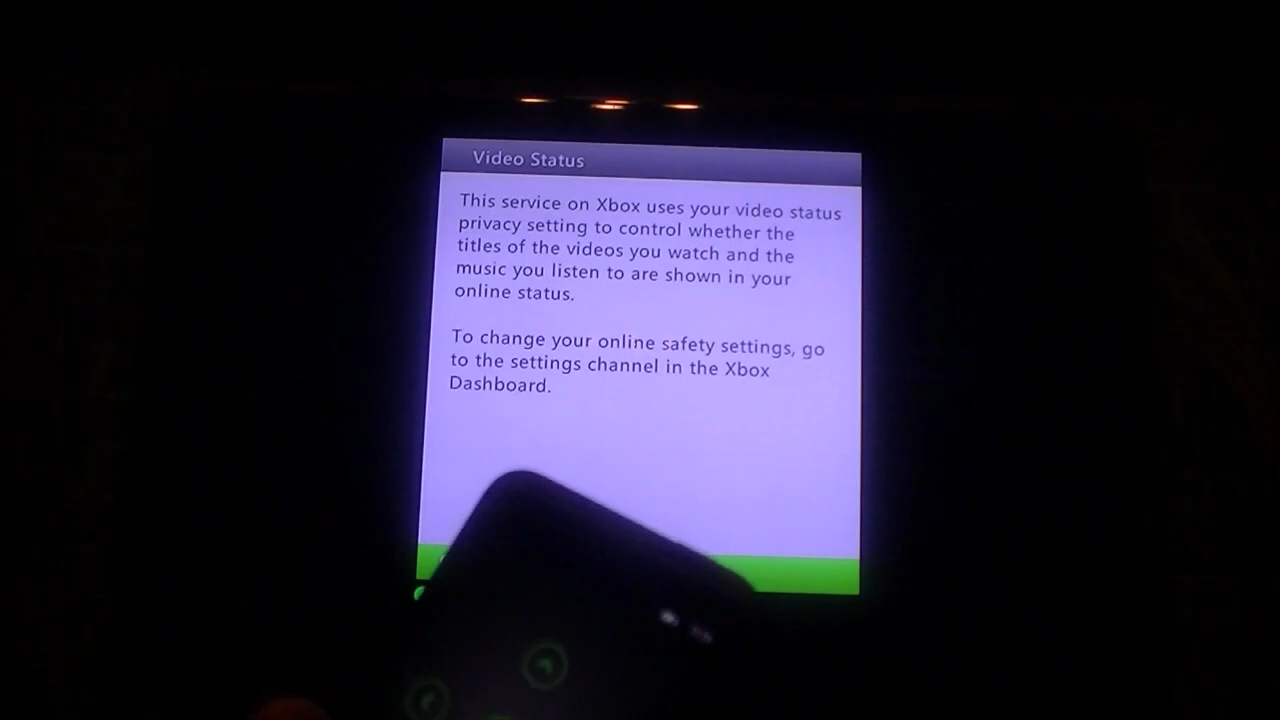 Video Status
This service on Xbox uses your video status
privacy setting to control whether the
titles of the videos you watch and the
music you listen to are shown in your
online status.
To change your online safety settings, go
to the settings channel in the Xbox
Dashboard.